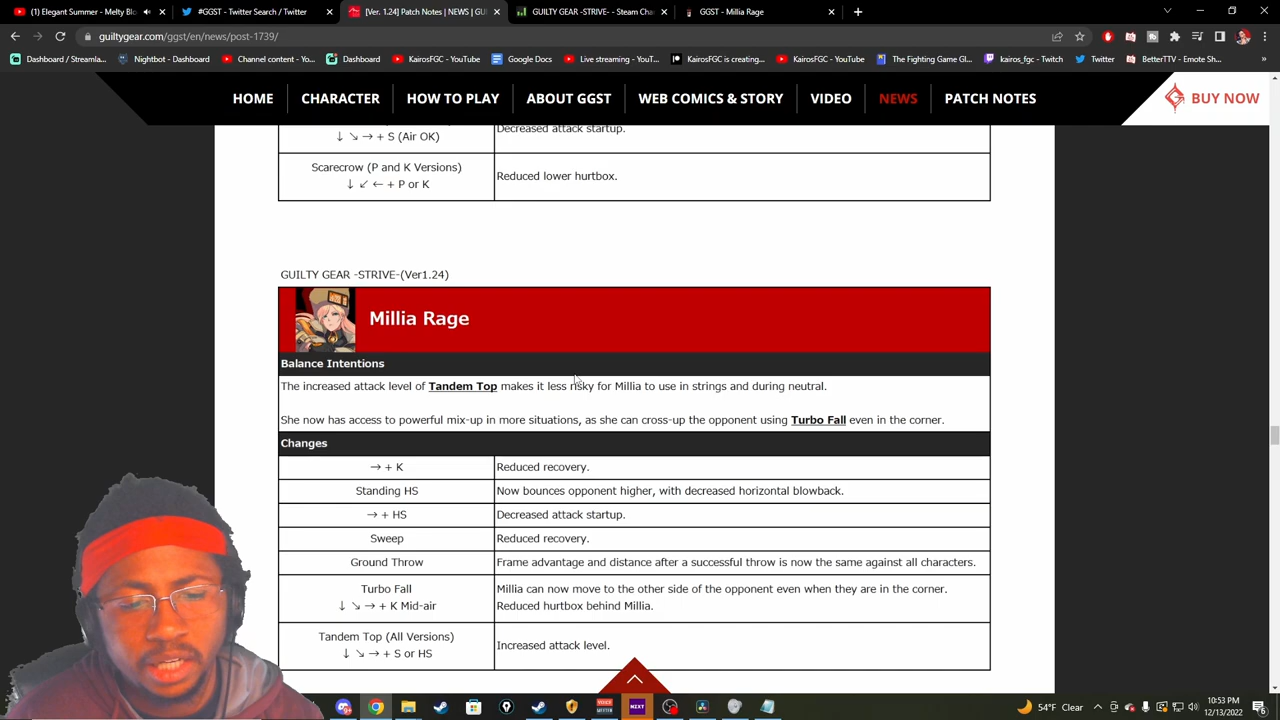 (1) Elegant Summer - Melty Bl
#GGST - Twitter Search / Twitter
[Ver. 1.24] Patch Notes | NEWS | GUI
GUILTY GEAR -STRIVE- - Steam Cha
GGST - Millia Rage
guiltygear.com/ggst/en/news/post-1739/
Dashboard / Streamla...
Nightbot - Dashboard
Channel content - Yo...
Dashboard
KairosFGC - YouTube
Google Docs
Live streaming - YouT...
KairosFGC is creating...
KairosFGC - YouTube
The Fighting Game Gl...
kairos_fgc - Twitch
Twitter
BetterTTV - Emote Sh...
HOME
CHARACTER
HOW TO PLAY
ABOUT GGST
WEB COMICS & STORY
VIDEO
NEWS
PATCH NOTES
BUY NOW
↓ ↘ → + S (Air OK)
Decreased attack startup.
Scarecrow (P and K Versions)
↓ ↙ ← + P or K
Reduced lower hurtbox.
GUILTY GEAR -STRIVE-(Ver1.24)
Millia Rage
Balance Intentions
The increased attack level of Tandem Top makes it less risky for Millia to use in strings and during neutral.
She now has access to powerful mix-up in more situations, as she can cross-up the opponent using Turbo Fall even in the corner.
Changes
→ + K
Reduced recovery.
Standing HS
Now bounces opponent higher, with decreased horizontal blowback.
→ + HS
Decreased attack startup.
Sweep
Reduced recovery.
Ground Throw
Frame advantage and distance after a successful throw is now the same against all characters.
Turbo Fall
↓ ↘ → + K Mid-air
Millia can now move to the other side of the opponent even when they are in the corner.
Reduced hurtbox behind Millia.
Tandem Top (All Versions)
↓ ↘ → + S or HS
Increased attack level.
NZXT
54°F Clear
10:53 PM
12/13/2022